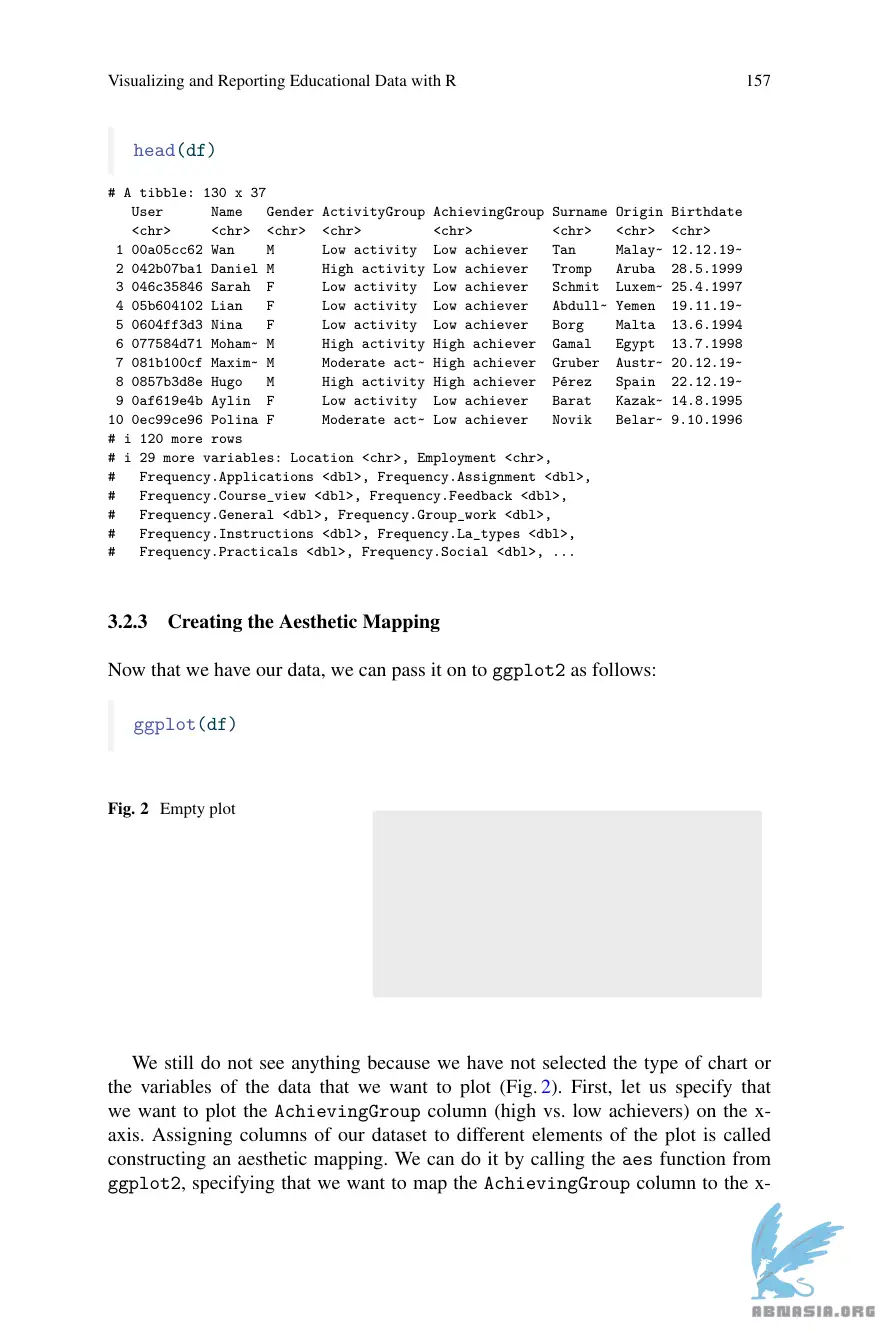 Visualizing and Reporting Educational Data with R 157
head(df)
# A tibble: 130 x 37
User Name Gender ActivityGroup AchievingGroup Surname Origin Birthdate
<chr> <chr> <chr> <chr> <chr> <chr> <chr> <chr>
1 00a05cc62 Wan M Low activity Low achiever Tan Malay~ 12.12.19~
2 042b07ba1 Daniel M High activity Low achiever Tromp Aruba 28.5.1999
3 046c35846 Sarah F Low activity Low achiever Schmit Luxem~ 25.4.1997
4 05b604102 Lian F Low activity Low achiever Abdull~ Yemen 19.11.19~
5 0604ff3d3 Nina F Low activity Low achiever Borg Malta 13.6.1994
6 077584d71 Moham~ M High activity High achiever Gamal Egypt 13.7.1998
7 081b100cf Maxim~ M Moderate act~ High achiever Gruber Austr~ 20.12.19~
8 0857b3d8e Hugo M High activity High achiever Pérez Spain 22.12.19~
9 0af619e4b Aylin F Low activity Low achiever Barat Kazak~ 14.8.1995
10 0ec99ce96 Polina F Moderate act~ Low achiever Novik Belar~ 9.10.1996
# i 120 more rows
# i 29 more variables: Location <chr>, Employment <chr>,
# Frequency.Applications <dbl>, Frequency.Assignment <dbl>,
# Frequency.Course_view <dbl>, Frequency.Feedback <dbl>,
# Frequency.General <dbl>, Frequency.Group_work <dbl>,
# Frequency.Instructions <dbl>, Frequency.La_types <dbl>,
# Frequency.Practicals <dbl>, Frequency.Social <dbl>, ...
3.2.3 Creating the Aesthetic Mapping
Now that we have our data, we can pass it on to ggplot2 as follows:
ggplot(df)
Fig. 2 Empty plot
We still do not see anything because we have not selected the type of chart or
the variables of the data that we want to plot (Fig. 2). First, let us specify that
we want to plot the AchievingGroup column (high vs. low achievers) on the x-
axis. Assigning columns of our dataset to different elements of the plot is called
constructing an aesthetic mapping. We can do it by calling the aes function from
ggplot2, specifying that we want to map the AchievingGroup column to the x-
ABNASIA.ORG